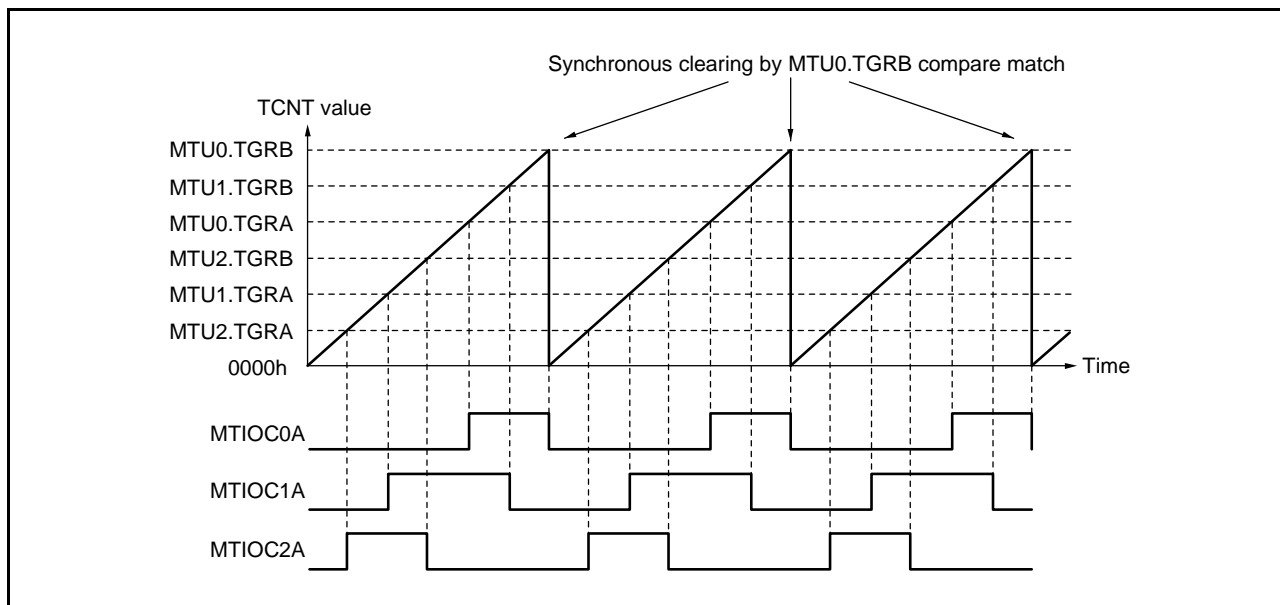 Synchronous clearing by MTU0.TGRB compare match
TCNT value
MTU0.TGRB
MTU1.TGRB
MTU0.TGRA
MTU2.TGRB
MTU1.TGRA
MTU2.TGRA
0000h
Time
MTIOC0A
MTIOC1A
MTIOC2A